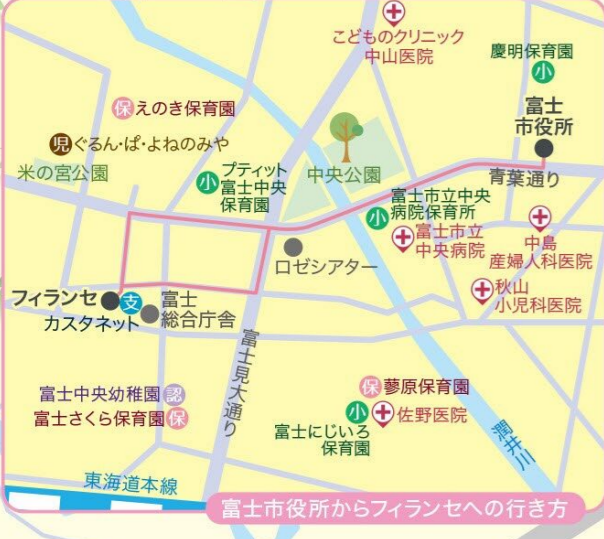 こどものクリニック
中山医院
慶明保育園
小
富士
市役所
保 えのき保育園
児 ぐるん・ぱ・よねのみや
米の宮公園
小
プティット
富士中央
保育園
中央公園
青葉通り
小
富士市立中央
病院保育所
富士市立
中央病院
中島
産婦人科医院
ロゼシアター
秋山
小児科医院
フィランセ
支
カスタネット
富士
総合庁舎
富士見大通り
富士中央幼稚園 認
富士さくら保育園 保
保 蓼原保育園
小
佐野医院
富士にじいろ
保育園
潤井川
東海道本線
富士市役所からフィランセへの行き方